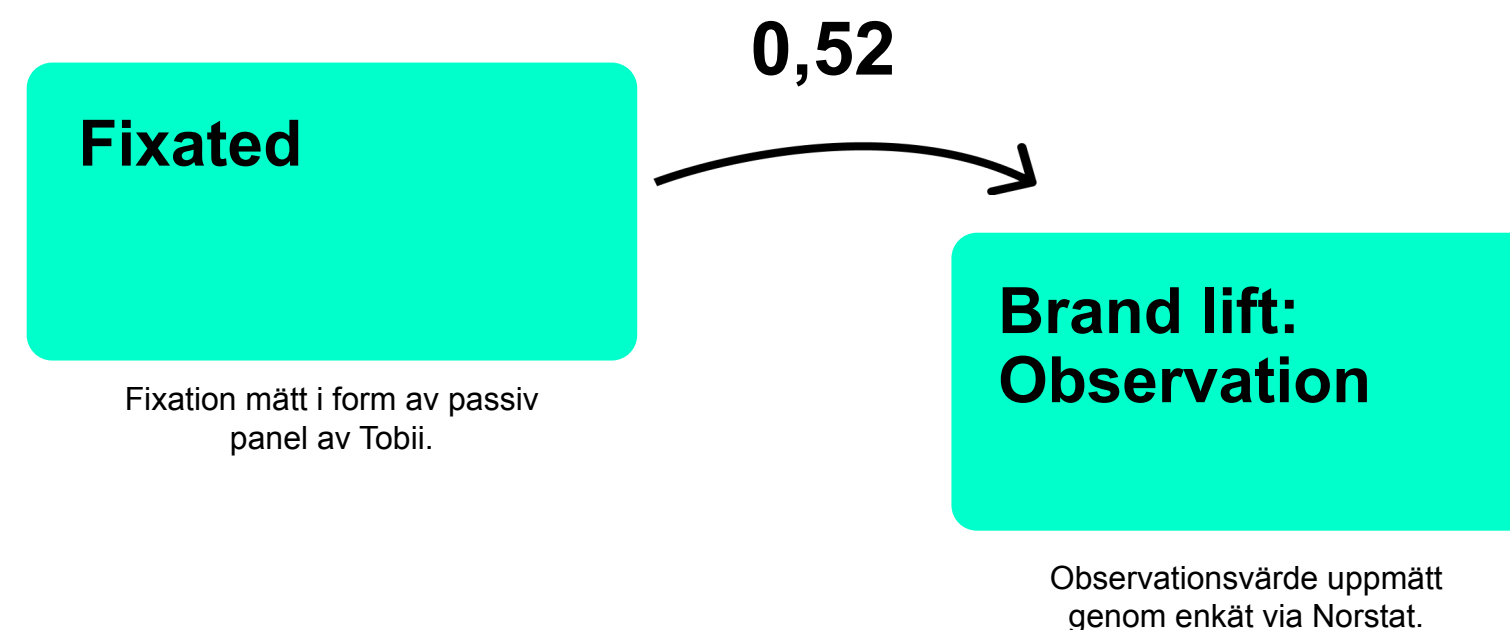 0,52
Fixated
Fixation mätt i form av passiv
panel av Tobii.
Brand lift:
Observation
Observationsvärde uppmätt
genom enkät via Norstat.